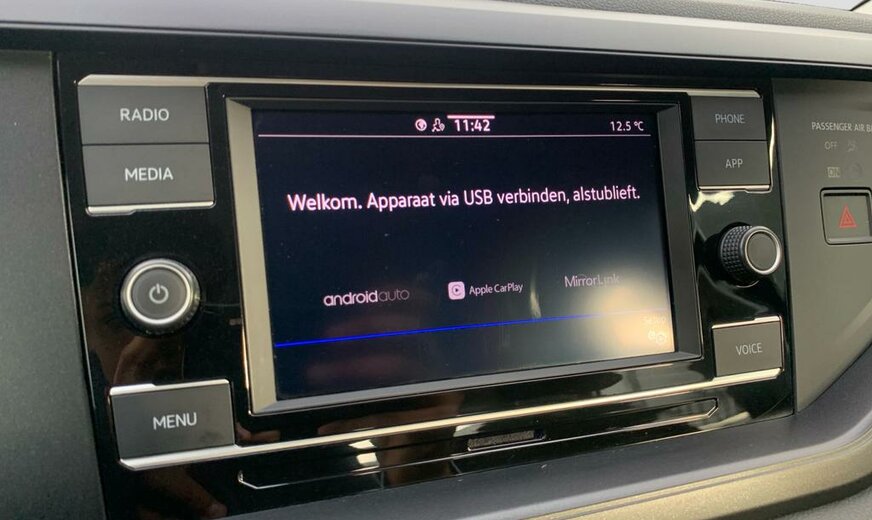 RADIO
MEDIA
MENU
11:42
12.5 °C
Welkom. Apparaat via USB verbinden, alstublieft.
androidauto
Apple CarPlay
MirrorLink
Setup
PHONE
APP
VOICE
PASSENGER AIR B
OFF
ON